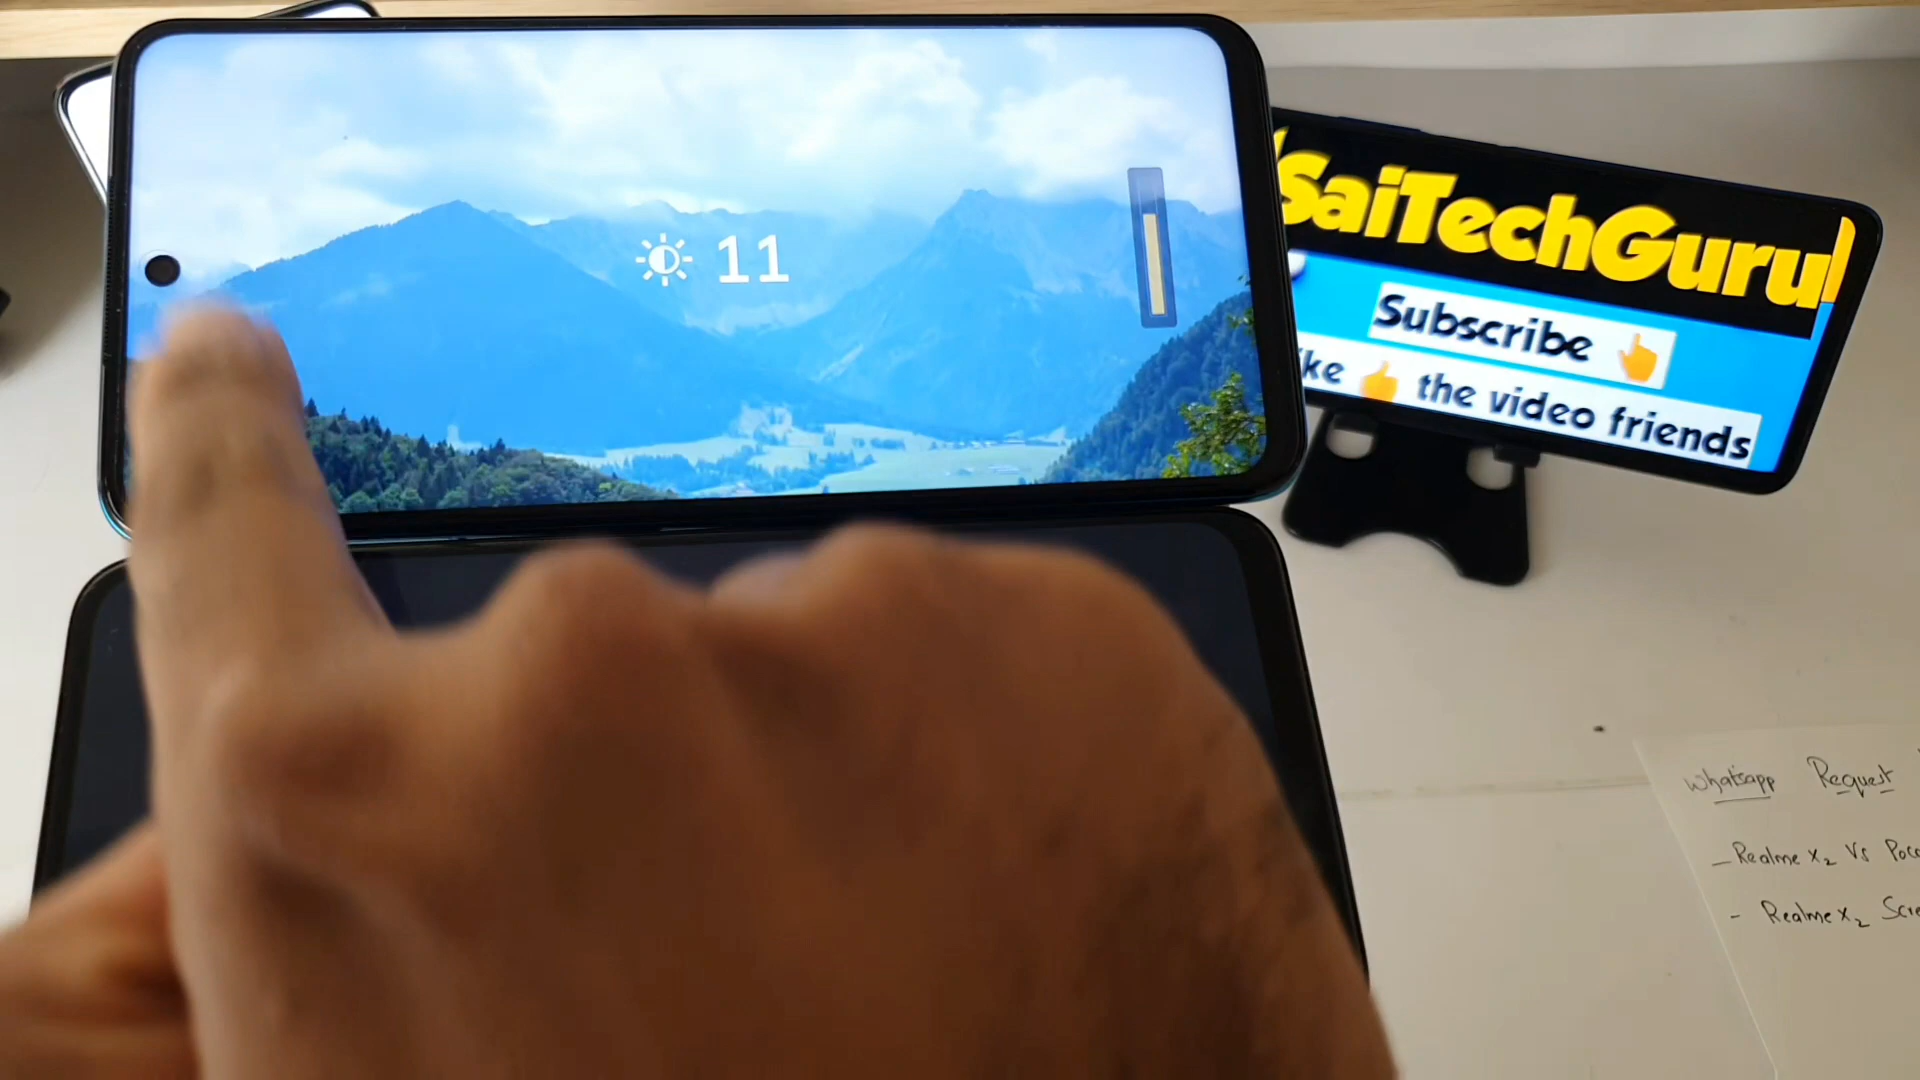 11
SaiTechGuru
Subscribe 👆
👍 the video friends
Whatsapp Request
- Realme X2 Vs
- Realme X2